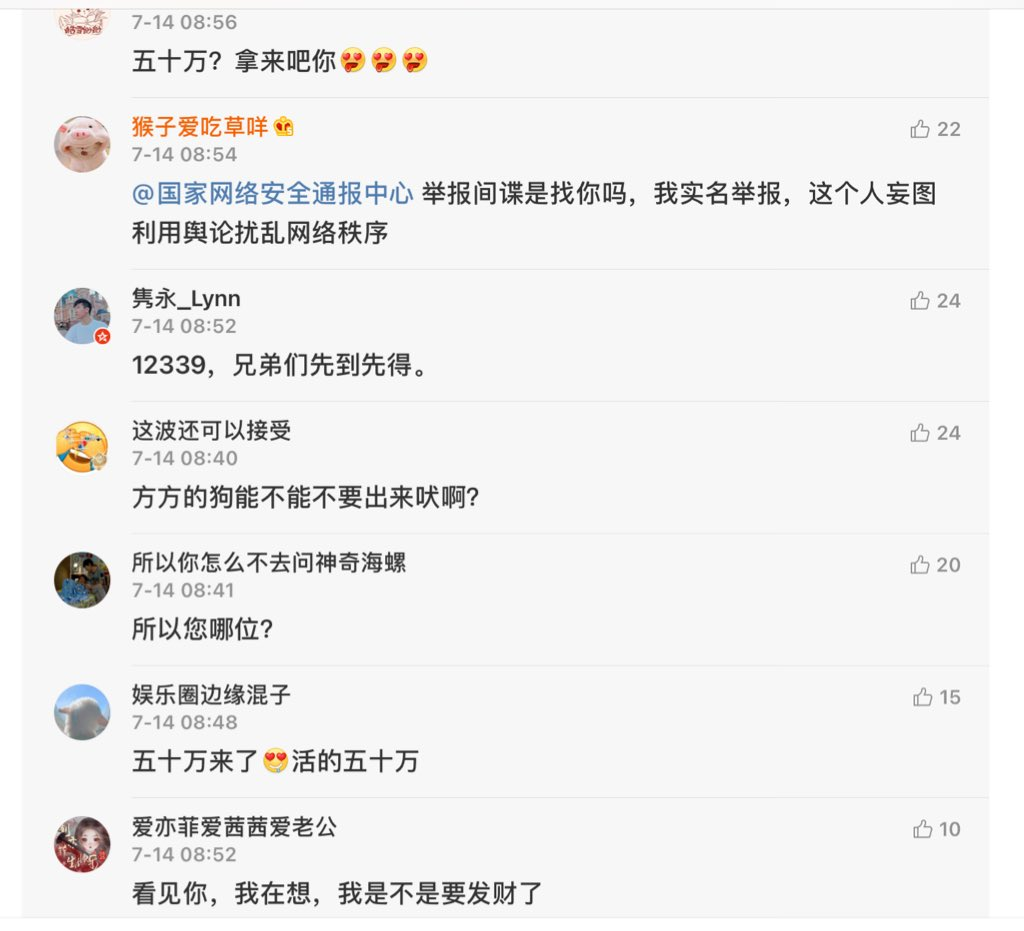 7-14 08:56
五十万？拿来吧你😍😍😍
猴子爱吃草咩
22
7-14 08:54
@国家网络安全通报中心 举报间谍是找你吗，我实名举报，这个人妄图
利用舆论扰乱网络秩序
隽永_Lynn
24
7-14 08:52
12339，兄弟们先到先得。
这波还可以接受
24
7-14 08:40
方方的狗能不能不要出来吠啊？
所以你怎么不去问神奇海螺
20
7-14 08:41
所以您哪位？
娱乐圈边缘混子
15
7-14 08:48
五十万来了😍活的五十万
爱亦菲爱茜茜爱老公
10
7-14 08:52
看见你，我在想，我是不是要发财了